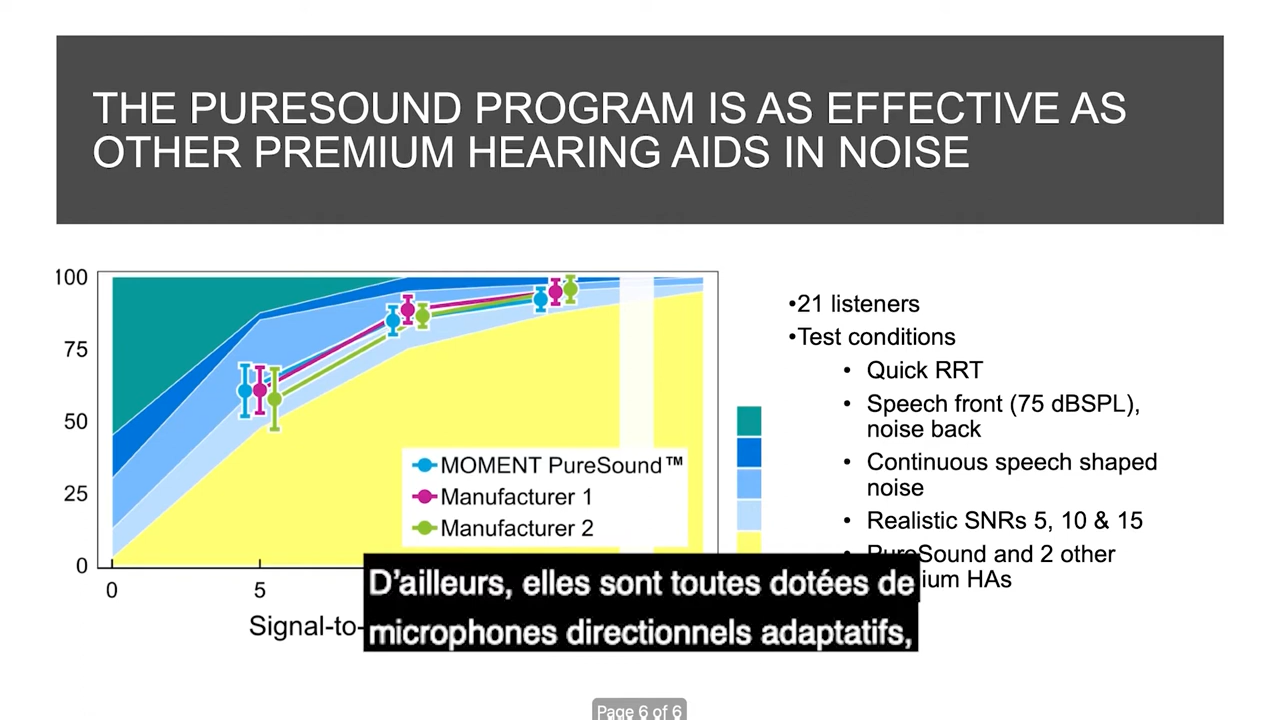 THE PURESOUND PROGRAM IS AS EFFECTIVE AS
OTHER PREMIUM HEARING AIDS IN NOISE
100
75
50
25
0
0
5
Signal-to-
MOMENT PureSound™
Manufacturer 1
Manufacturer 2
•21 listeners
•Test conditions
• Quick RRT
• Speech front (75 dBSPL),
noise back
• Continuous speech shaped
noise
• Realistic SNRs 5, 10 & 15
• PureSound and 2 other
ium HAs
D'ailleurs, elles sont toutes dotées de
microphones directionnels adaptatifs,
Page 6 of 6